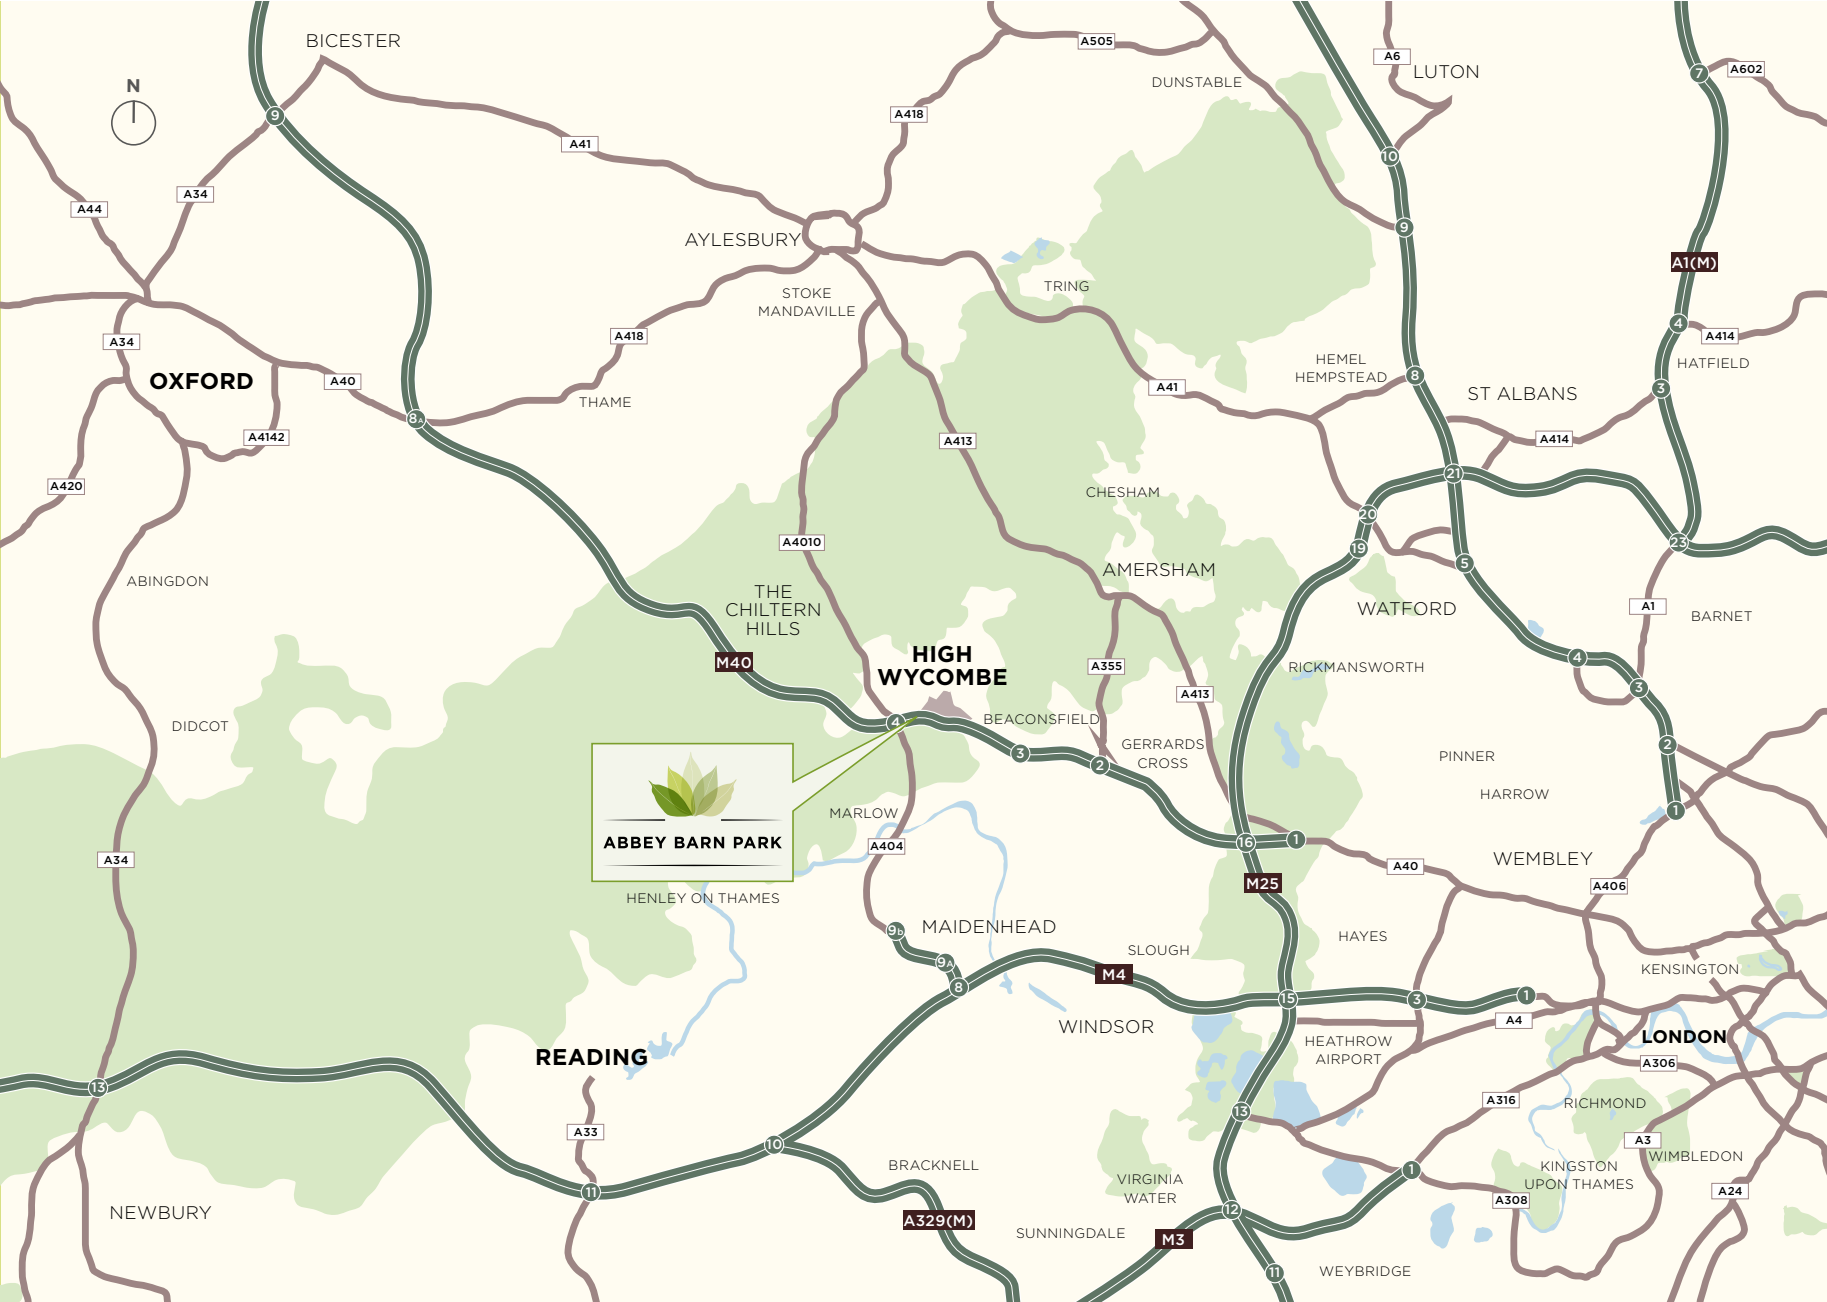 BICESTER
A505
A6
LUTON
7
A602
DUNSTABLE
N
9
A418
A41
10
A34
A44
9
AYLESBURY
A1(M)
TRING
STOKE
MANDAVILLE
4
A414
A34
A418
HEMEL
HEMPSTEAD
8
HATFIELD
OXFORD
A40
A41
3
ST ALBANS
THAME
8A
A4142
A413
A414
21
A420
CHESHAM
20
A4010
19
23
5
ABINGDON
AMERSHAM
THE
CHILTERN
HILLS
WATFORD
A1
BARNET
HIGH
WYCOMBE
M40
A355
RICKMANSWORTH
4
3
A413
DIDCOT
4
BEACONSFIELD
GERRARDS
CROSS
3
2
2
PINNER
HARROW
MARLOW
1
ABBEY BARN PARK
A404
16
1
A34
WEMBLEY
A40
M25
A406
HENLEY ON THAMES
9b
MAIDENHEAD
HAYES
SLOUGH
9A
8
M4
KENSINGTON
15
3
1
WINDSOR
A4
HEATHROW
AIRPORT
LONDON
READING
A306
13
A316
RICHMOND
13
A33
10
A3
WIMBLEDON
BRACKNELL
VIRGINIA
WATER
1
KINGSTON
UPON THAMES
11
A308
A24
NEWBURY
A329(M)
12
SUNNINGDALE
M3
11
WEYBRIDGE